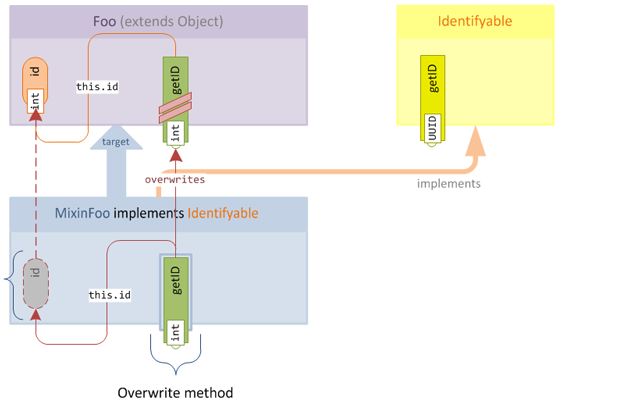 Foo (extends Object)
Identifyable
id
int
this.id
getID
int
getID
UUID
target
overwrites
implements
MixinFoo implements Identifyable
id
this.id
getID
int
Overwrite method